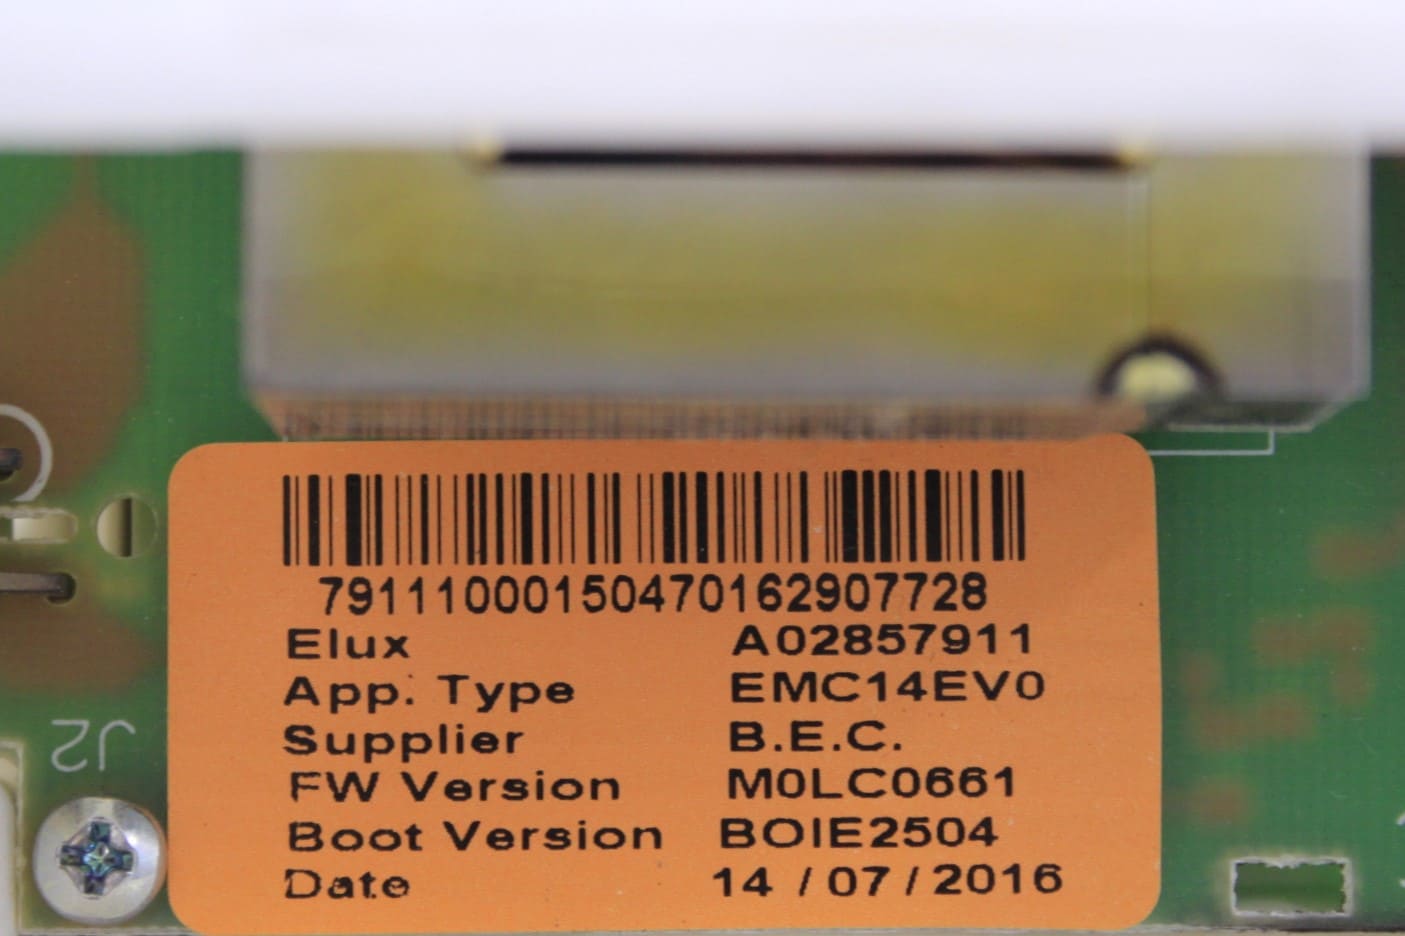 79111000150470162907728
Elux A02857911
App. Type EMC14EV0
Supplier B.E.C.
FW Version M0LC0661
Boot Version BOIE2504
Date 14 / 07 / 2016
J2